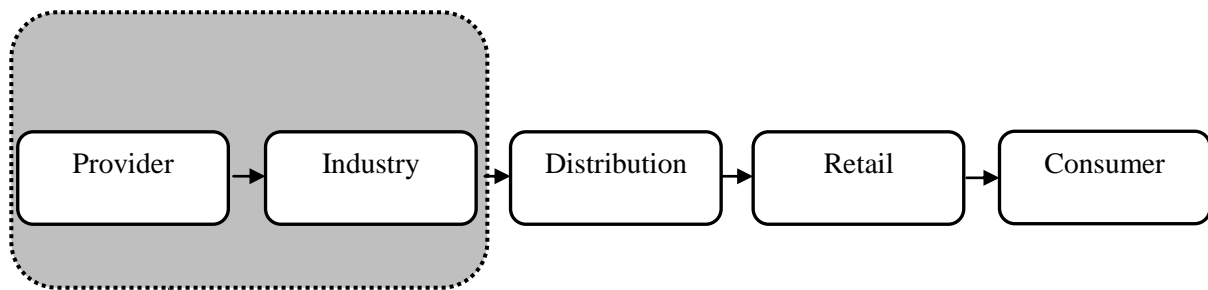 Provider
Industry
Distribution
Retail
Consumer